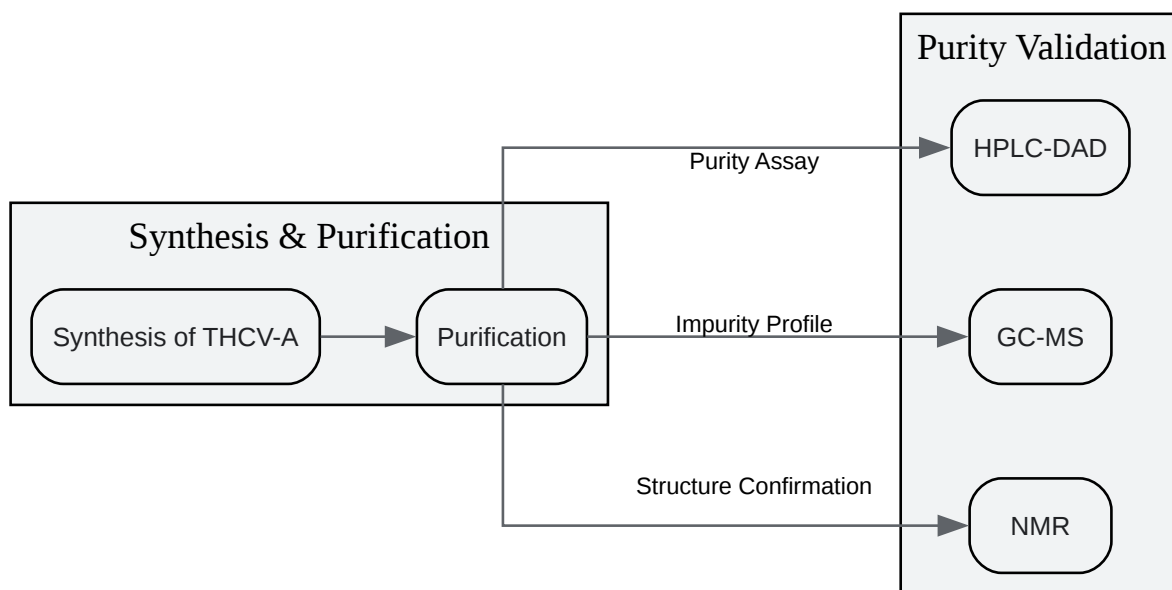 Purity Validation
HPLC-DAD
Purity Assay
Synthesis & Purification
Synthesis of THCV-A
Purification
Impurity Profile
GC-MS
Structure Confirmation
NMR